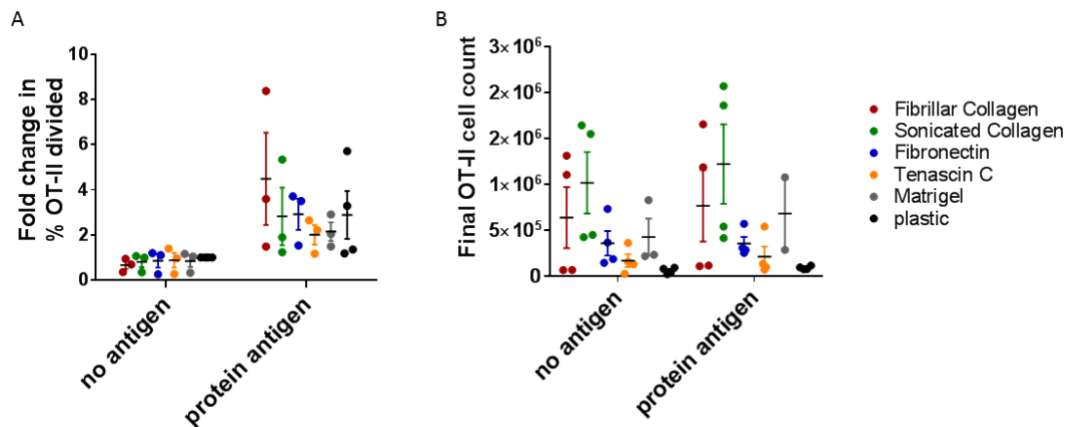 A
Fold change in
% OT-II divided
10
8
6
4
2
0
no antigen
protein antigen
B
Final OT-II cell count
3×10⁶
2×10⁶
2×10⁶
1×10⁶
5×10⁵
0
no antigen
protein antigen
Fibrillar Collagen
Sonicated Collagen
Fibronectin
Tenascin C
Matrigel
plastic